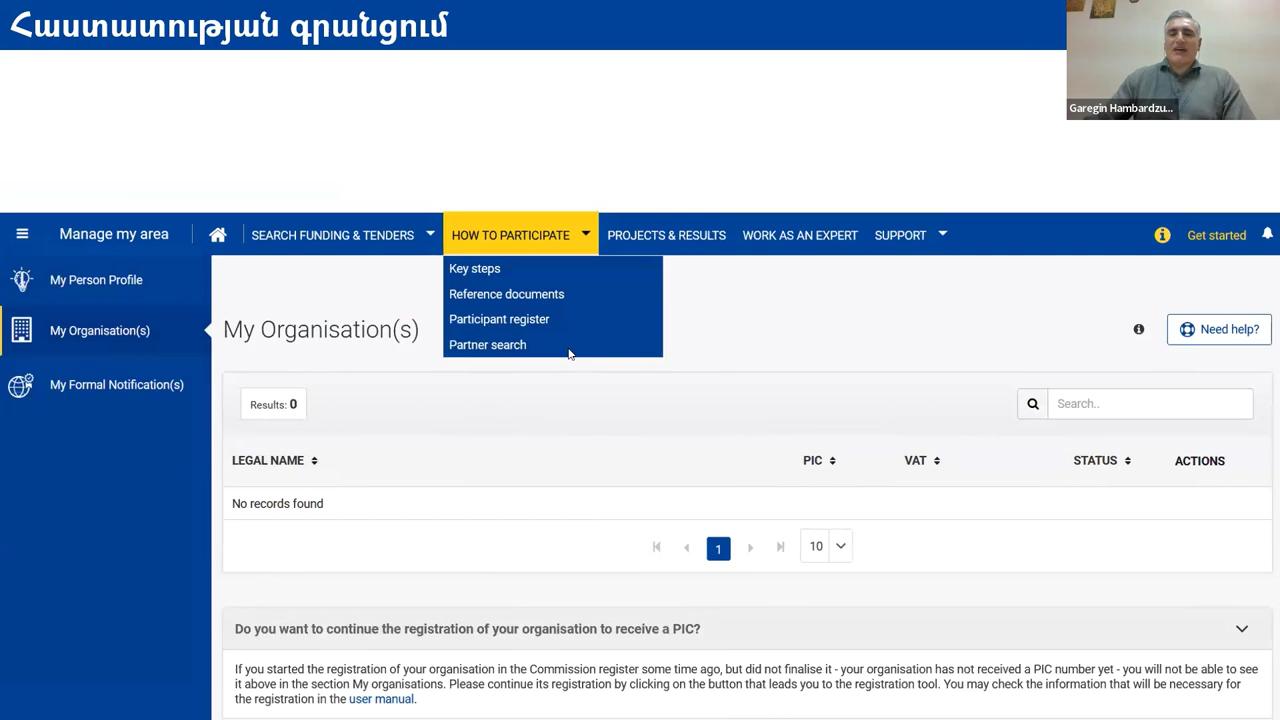 Հաստատության գրանցում
Garegin Hambardzu...
Manage my area
SEARCH FUNDING & TENDERS
HOW TO PARTICIPATE
PROJECTS & RESULTS
WORK AS AN EXPERT
SUPPORT
Get started
My Person Profile
My Organisation(s)
My Formal Notification(s)
Key steps
Reference documents
Participant register
Partner search
My Organisation(s)
Need help?
Results: 0
Search..
LEGAL NAME
PIC
VAT
STATUS
ACTIONS
No records found
1
10
Do you want to continue the registration of your organisation to receive a PIC?
If you started the registration of your organisation in the Commission register some time ago, but did not finalise it - your organisation has not received a PIC number yet - you will not be able to see
it above in the section My organisations. Please continue its registration by clicking on the button that leads you to the registration tool. You may check the information that will be necessary for
the registration in the user manual.